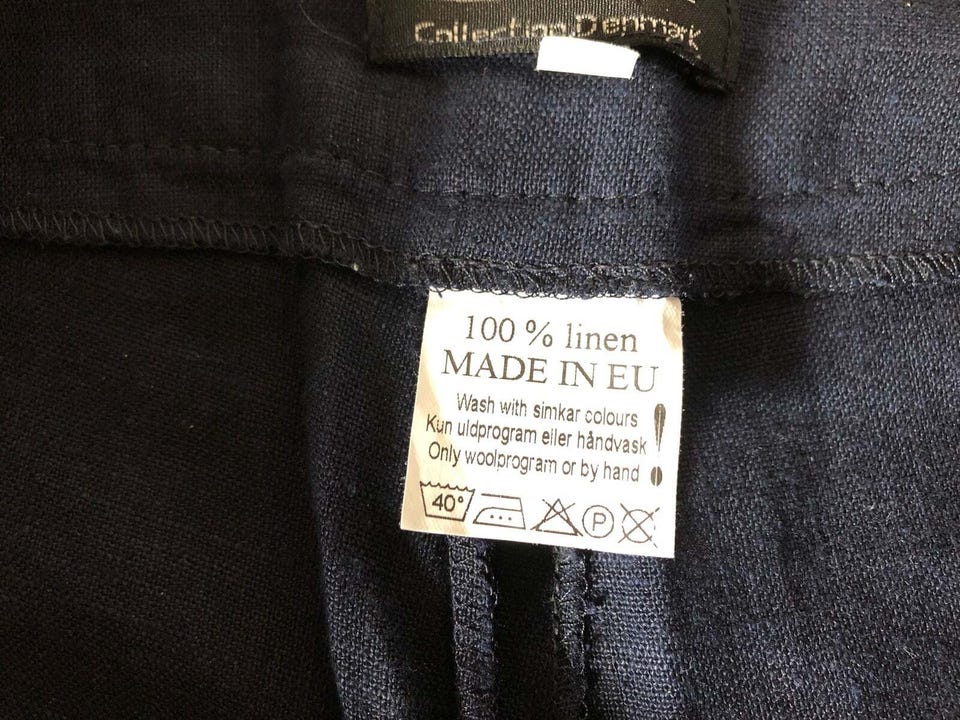 Collection Denmark
100 % linen
MADE IN EU
Wash with simkar colours
Kun uldprogram eller håndvask
Only woolprogram or by hand
40°
P